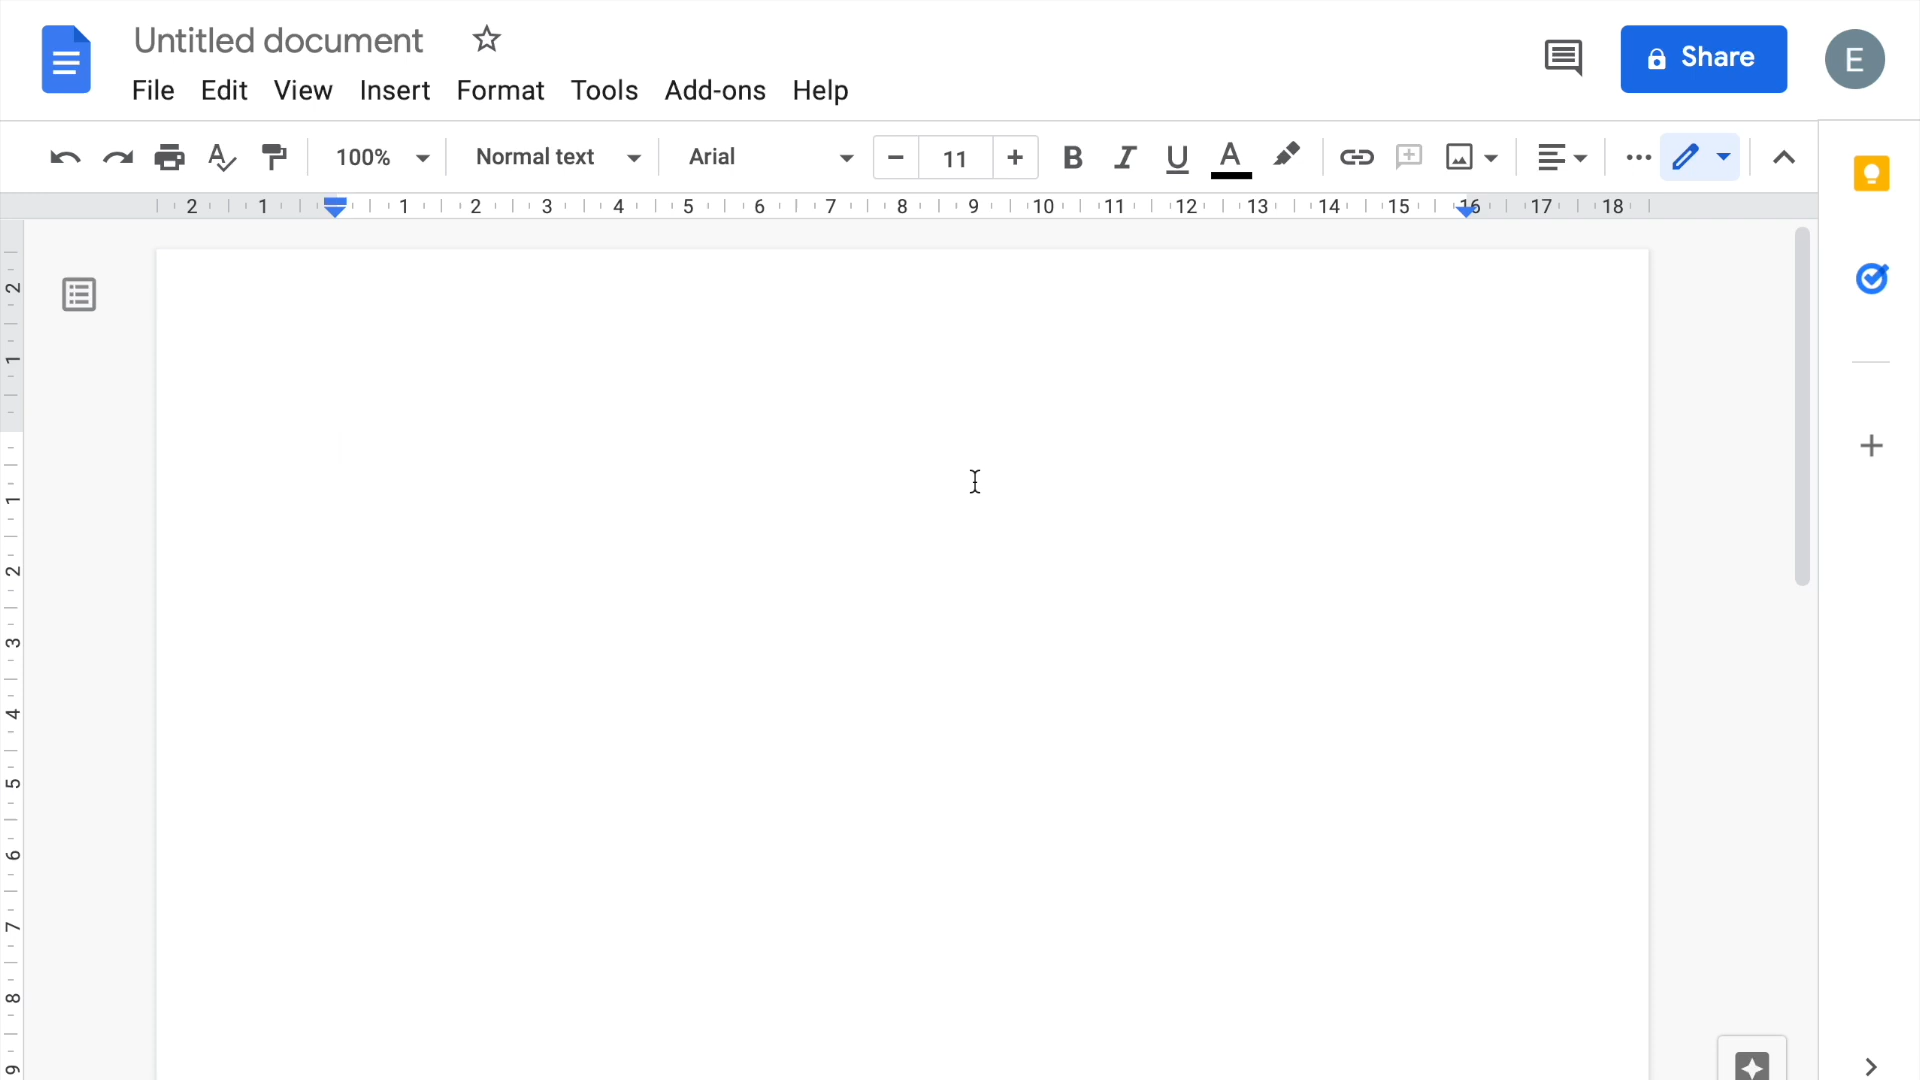 Untitled document
Share
E
File Edit View Insert Format Tools Add-ons Help
100% Normal text Arial 11 B I U A
2 1 1 2 3 4 5 6 7 8 9 10 11 12 13 14 15 16 17 18
2
1
1
2
3
4
5
6
7
8
9